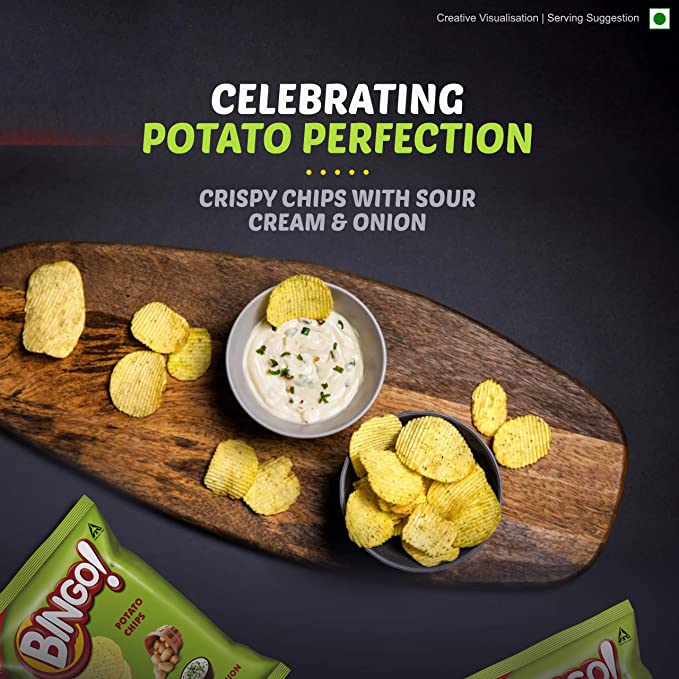 Creative Visualisation | Serving Suggestion
CELEBRATING
POTATO PERFECTION
CRISPY CHIPS WITH SOUR
CREAM & ONION
BINGO!
POTATO
CHIPS